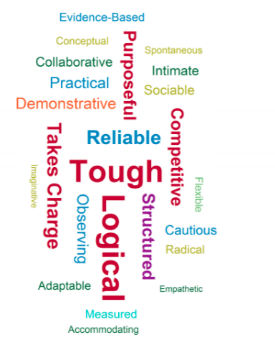 Evidence-Based
Conceptual
Purposeful
Spontaneous
Collaborative
Intimate
Practical
Sociable
Demonstrative
Competitive
Takes Charge
Reliable
Tough
Imaginative
Observing
Logical
Structured
Flexible
Cautious
Radical
Adaptable
Empathetic
Measured
Accommodating